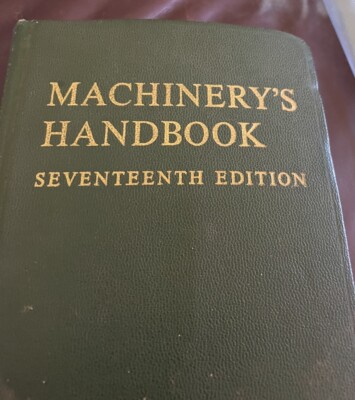 MACHINERY'S
HANDBOOK
SEVENTEENTH EDITION